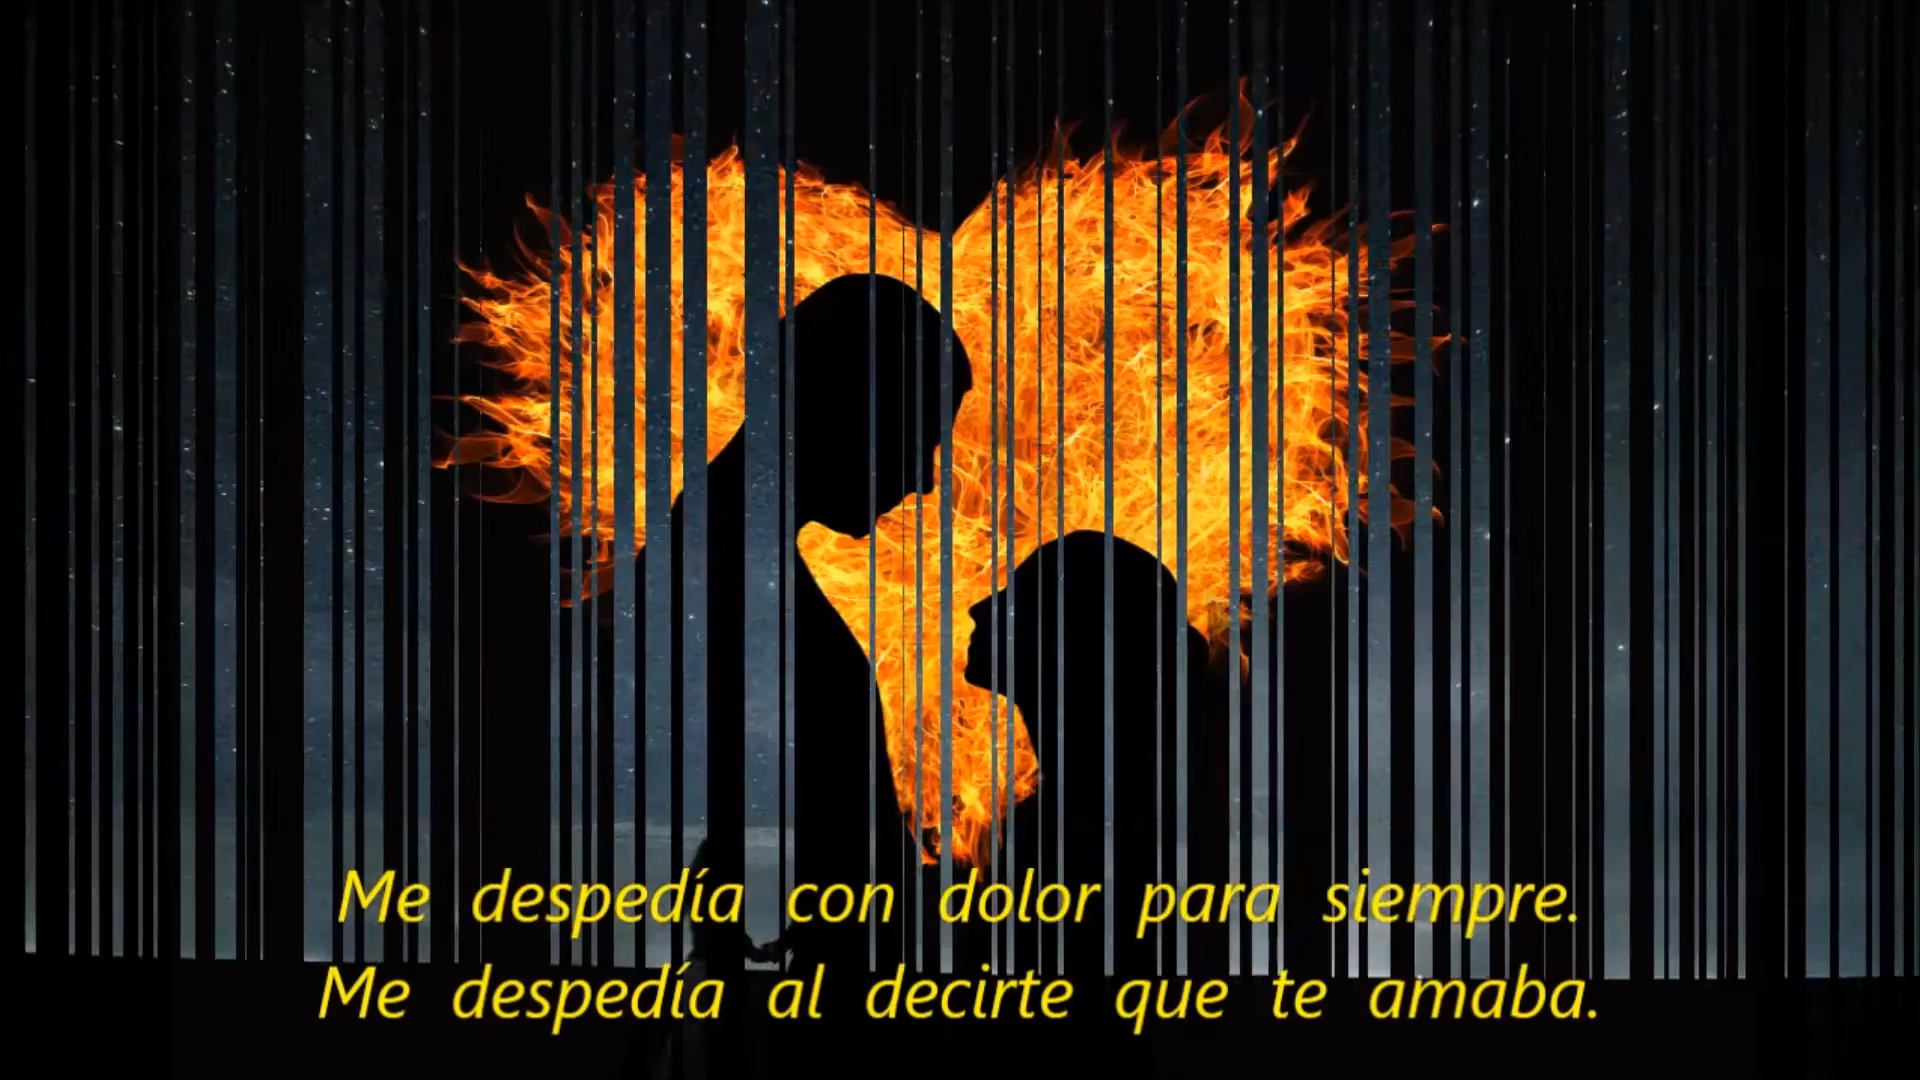 Me despedía con dolor para siempre.
Me despedía al decirte que te amaba.